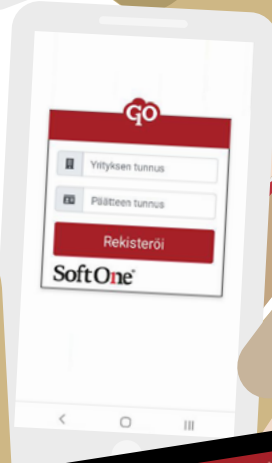 GO
Yrityksen tunnus
Päätteen tunnus
Rekisteröi
SoftOne